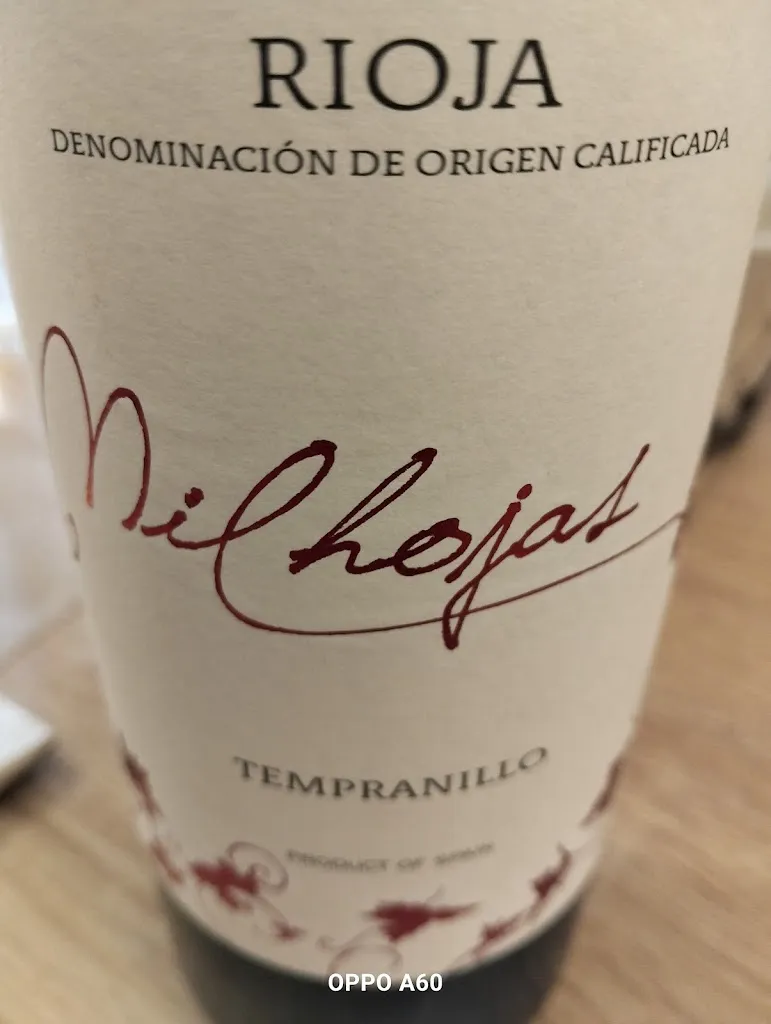 RIOJA
DENOMINACIÓN DE ORIGEN CALIFICADA
Milhojas
TEMPRANILLO
PRODUCT OF SPAIN
OPPO A60